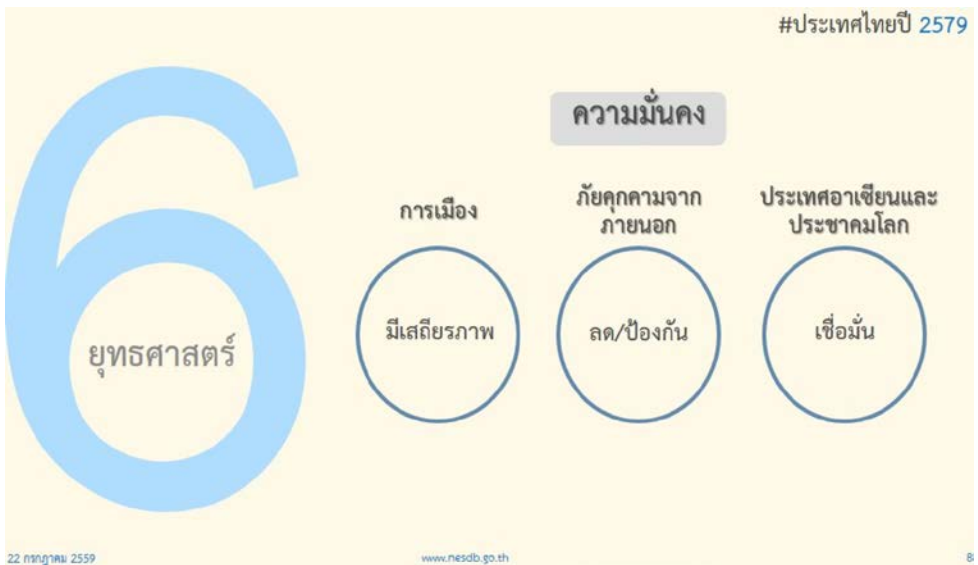 #ประเทศไทยปี 2579
ความมั่นคง
การเมือง
ภัยคุกคามจาก
ภายนอก
ประเทศอาเซียนและ
ประชาคมโลก
มีเสถียรภาพ
ลด/ป้องกัน
เชื่อมั่น
6
ยุทธศาสตร์
22 กรกฎาคม 2559
www.nesdb.go.th